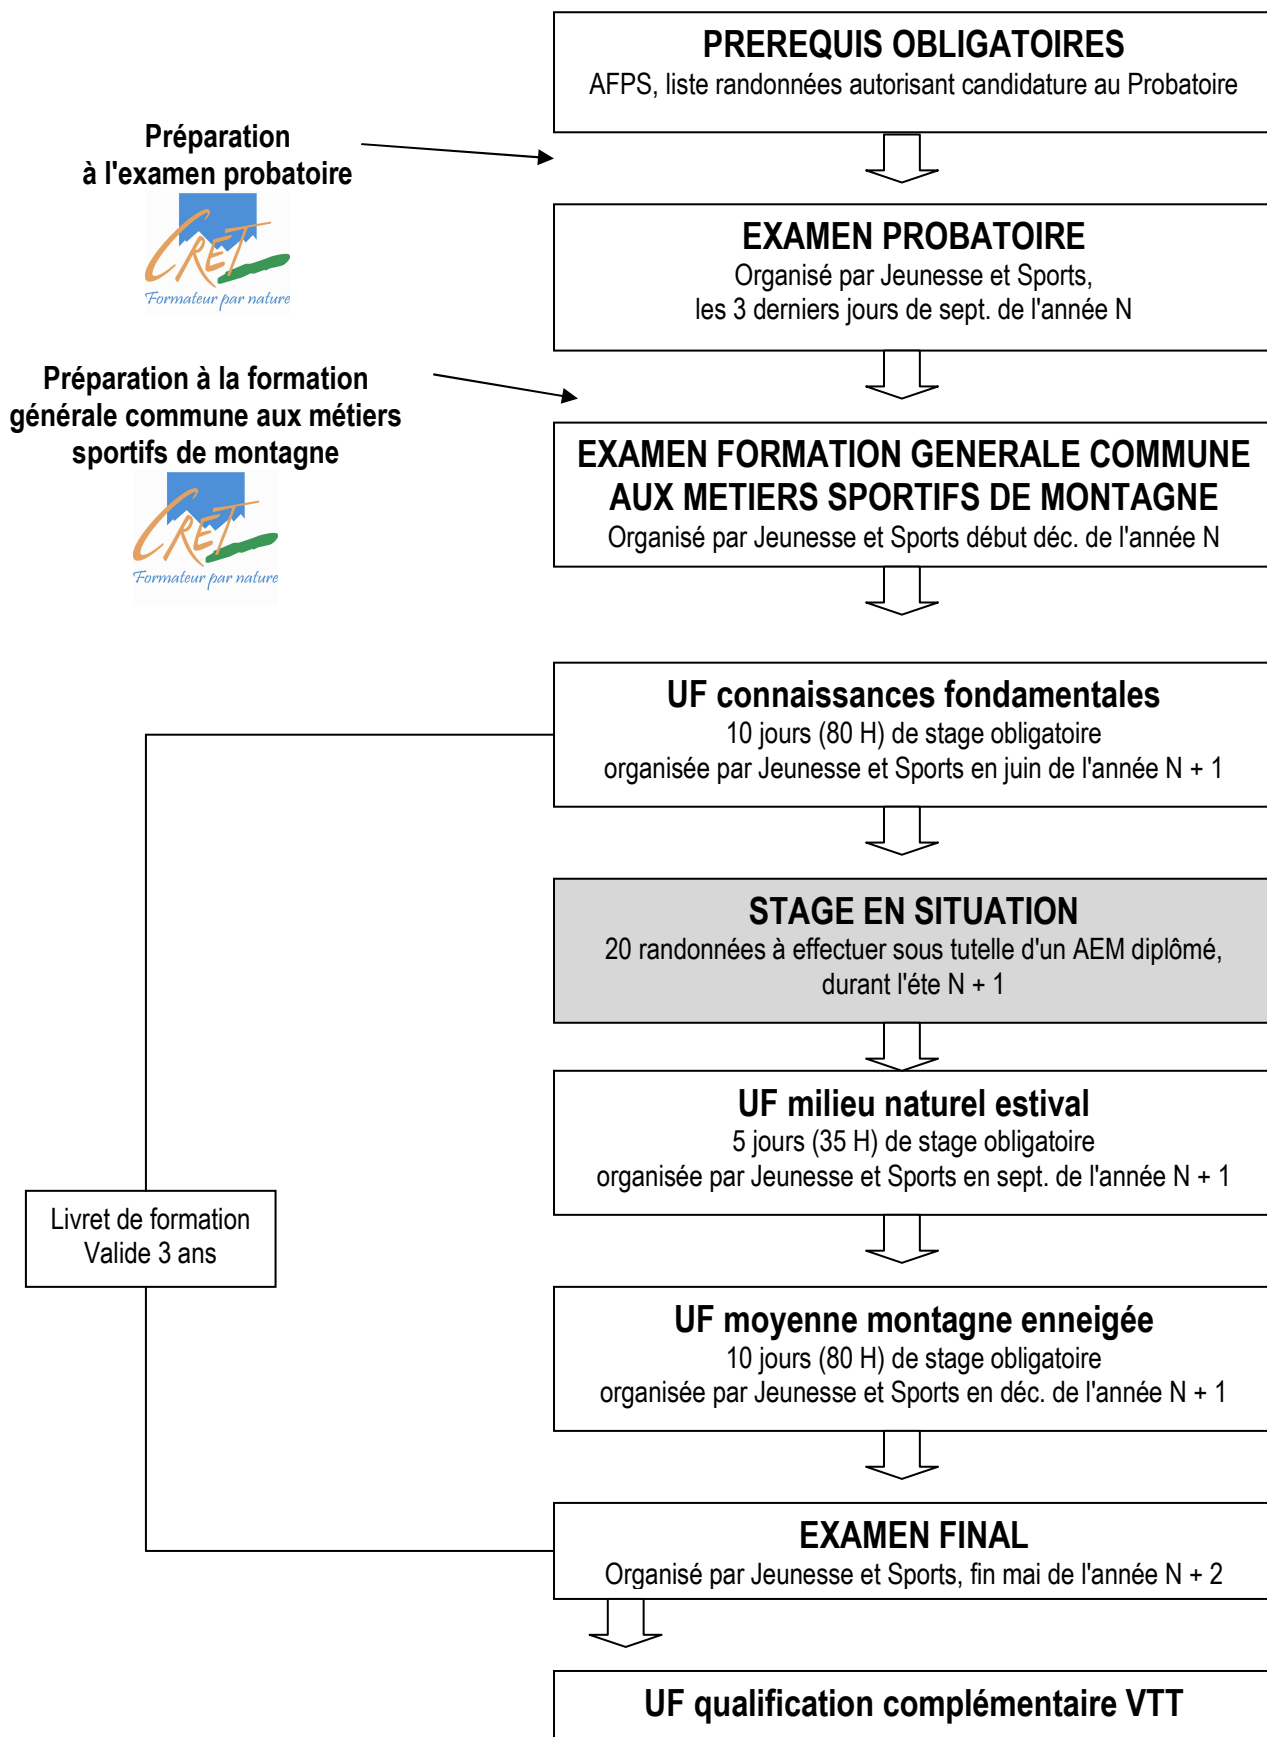 PREREQUIS OBLIGATOIRES
AFPS, liste randonnées autorisant candidature au Probatoire
Préparation
à l'examen probatoire
CRET
Formateur par nature
EXAMEN PROBATOIRE
Organisé par Jeunesse et Sports,
les 3 derniers jours de sept. de l'année N
Préparation à la formation
générale commune aux métiers
sportifs de montagne
CRET
Formateur par nature
EXAMEN FORMATION GENERALE COMMUNE
AUX METIERS SPORTIFS DE MONTAGNE
Organisé par Jeunesse et Sports début déc. de l'année N
UF connaissances fondamentales
10 jours (80 H) de stage obligatoire
organisée par Jeunesse et Sports en juin de l'année N + 1
STAGE EN SITUATION
20 randonnées à effectuer sous tutelle d'un AEM diplômé,
durant l'éte N + 1
UF milieu naturel estival
5 jours (35 H) de stage obligatoire
organisée par Jeunesse et Sports en sept. de l'année N + 1
Livret de formation
Valide 3 ans
UF moyenne montagne enneigée
10 jours (80 H) de stage obligatoire
organisée par Jeunesse et Sports en déc. de l'année N + 1
EXAMEN FINAL
Organisé par Jeunesse et Sports, fin mai de l'année N + 2
UF qualification complémentaire VTT